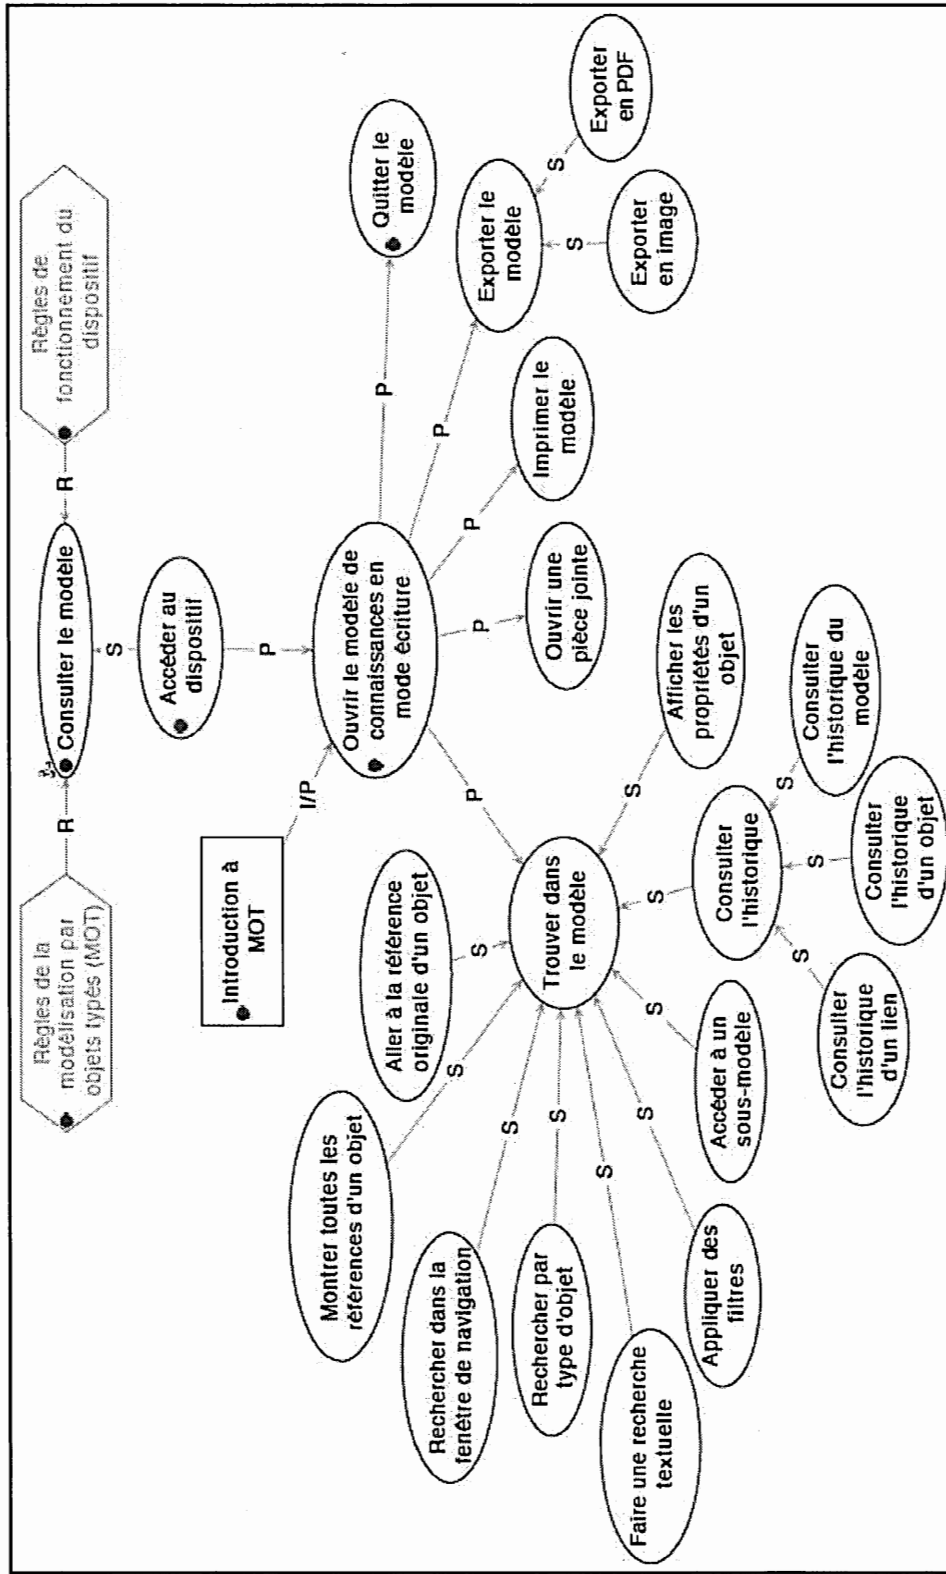 Règles de la
modélisation par
objets typés (MOT)
R
Consulter le modèle
R
Règles de
fonctionnement du
dispositif
S
Accéder au
dispositif
P
Introduction à
MOT
I/P
Ouvrir le modèle de
connaissances en
mode écriture
P
Quitter le
modèle
P
Exporter le
modèle
S
Exporter
en image
S
Exporter
en PDF
P
Imprimer le
modèle
P
Ouvrir une
pièce jointe
P
Trouver dans
le modèle
S
Aller à la référence
originale d'un objet
S
Montrer toutes les
références d'un objet
S
Rechercher dans la
fenêtre de navigation
S
Rechercher par
type d'objet
S
Faire une recherche
textuelle
S
Appliquer des
filtres
S
Accéder à un
sous-modèle
S
Consulter
l'historique
S
Consulter
l'historique
d'un lien
S
Consulter
l'historique
d'un objet
S
Consulter
l'historique du
modèle
S
Afficher les
propriétés d'un
objet